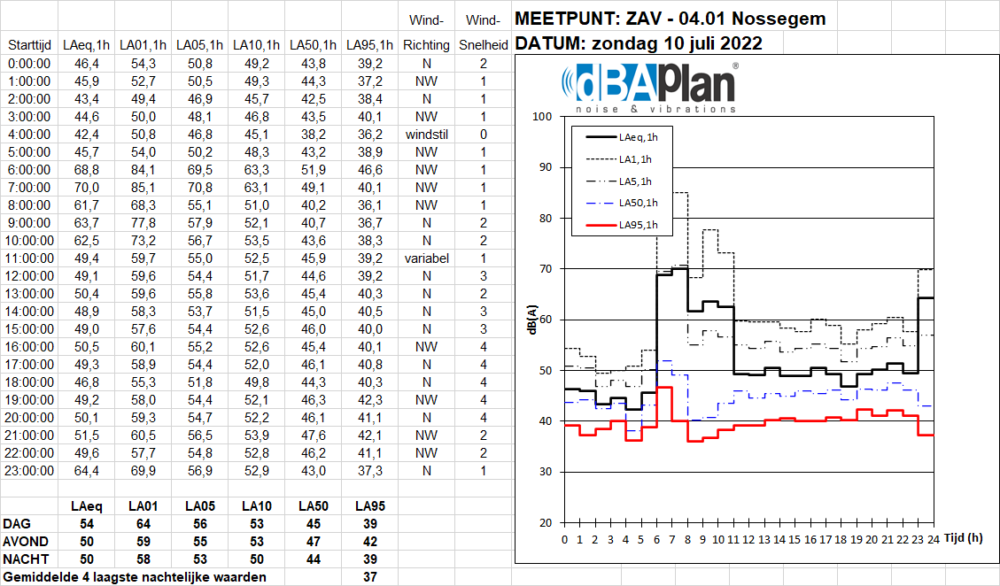 Wind- Wind- MEETPUNT: ZAV - 04.01 Nossegem
Starttijd LAeq,1h LA01,1h LA05,1h LA10,1h LA50,1h LA95,1h Richting Snelheid DATUM: zondag 10 juli 2022
0:00:00 46,4 54,3 50,8 49,2 43,8 39,2 N 2
1:00:00 45,9 52,7 50,5 49,3 44,3 37,2 NW 1
2:00:00 43,4 49,4 46,9 45,7 42,5 38,4 N 1
3:00:00 44,6 50,0 48,1 46,8 43,5 40,1 NW 1
4:00:00 42,4 50,8 46,8 45,1 38,2 36,2 windstil 0
5:00:00 45,7 54,0 50,2 48,3 43,2 38,9 NW 1
6:00:00 68,8 84,1 69,5 63,3 51,9 46,6 NW 1
7:00:00 70,0 85,1 70,8 63,1 49,1 40,1 NW 1
8:00:00 61,7 68,3 55,1 51,0 40,2 36,1 NW 1
9:00:00 63,7 77,8 57,9 52,1 40,7 36,7 N 2
10:00:00 62,5 73,2 56,7 53,5 43,6 38,3 N 2
11:00:00 49,4 59,7 55,0 52,5 45,9 39,2 variabel 1
12:00:00 49,1 59,6 54,4 51,7 44,6 39,2 N 3
13:00:00 50,4 59,6 55,8 53,6 45,4 40,3 N 2
14:00:00 48,9 58,3 53,7 51,5 45,0 40,5 N 3
15:00:00 49,0 57,6 54,4 52,6 46,0 40,0 N 3
16:00:00 50,5 60,1 55,2 52,6 45,4 40,1 NW 4
17:00:00 49,3 58,9 54,4 52,0 46,1 40,8 N 4
18:00:00 46,8 55,3 51,8 49,8 44,3 40,3 N 4
19:00:00 49,2 58,0 54,4 52,1 46,3 42,3 NW 4
20:00:00 50,1 59,3 54,7 52,2 46,1 41,1 N 4
21:00:00 51,5 60,5 56,5 53,9 47,6 42,1 NW 2
22:00:00 49,6 57,7 54,8 52,8 46,2 41,1 NW 2
23:00:00 64,4 69,9 56,9 52,9 43,0 37,3 N 1
LAeq LA01 LA05 LA10 LA50 LA95
DAG 54 64 56 53 45 39
AVOND 50 59 55 53 47 42
NACHT 50 58 53 50 44 39
Gemiddelde 4 laagste nachtelijke waarden 37
dBAPlan®
noise & vibrations
100
90
80
70
60
50
40
30
20
dB(A)
LAeq,1h
LA1,1h
LA5,1h
LA50,1h
LA95,1h
0 1 2 3 4 5 6 7 8 9 10 11 12 13 14 15 16 17 18 19 20 21 22 23 24 Tijd (h)